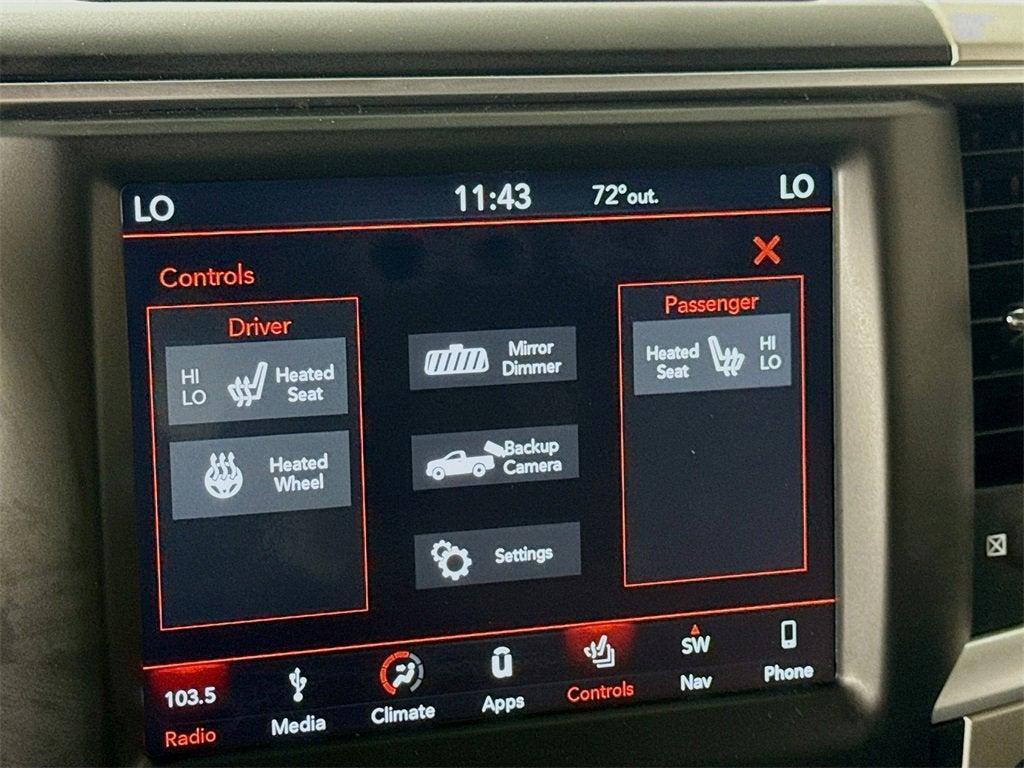 LO
11:43
72°out.
LO
Controls
Driver
HI
LO
Heated
Seat
Heated
Wheel
Mirror
Dimmer
Backup
Camera
Settings
Passenger
Heated
Seat
HI
LO
103.5
Radio
Media
Climate
Apps
Controls
SW
Nav
Phone